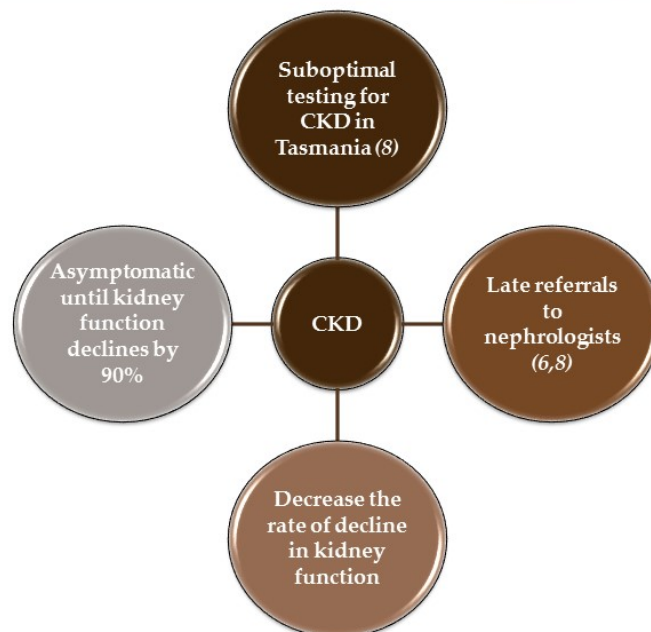 Suboptimal
testing for
CKD in
Tasmania (8)
Asymptomatic
until kidney
function
declines by
90%
CKD
Late referrals
to
nephrologists
(6,8)
Decrease the
rate of decline
in kidney
function